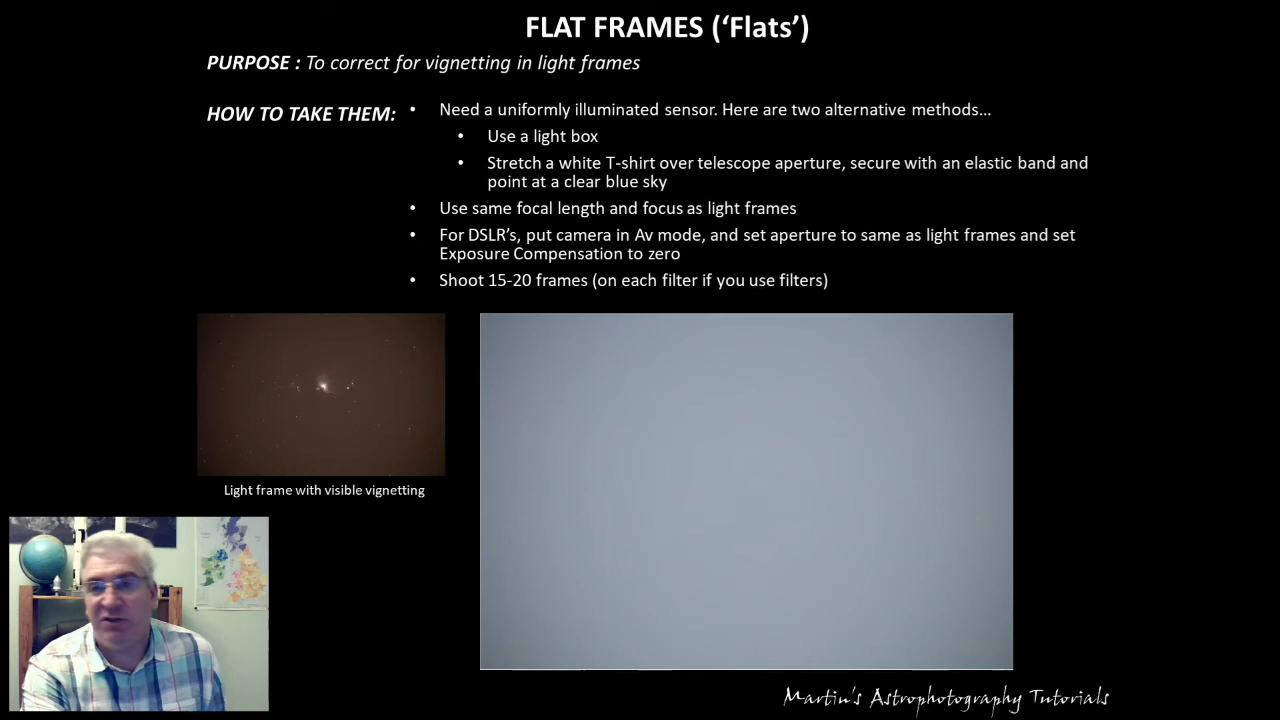 FLAT FRAMES (‘Flats’)
PURPOSE : To correct for vignetting in light frames
HOW TO TAKE THEM:
• Need a uniformly illuminated sensor. Here are two alternative methods...
• Use a light box
• Stretch a white T-shirt over telescope aperture, secure with an elastic band and
point at a clear blue sky
• Use same focal length and focus as light frames
• For DSLR’s, put camera in Av mode, and set aperture to same as light frames and set
Exposure Compensation to zero
• Shoot 15-20 frames (on each filter if you use filters)
Light frame with visible vignetting
Martin's Astrophotography Tutorials